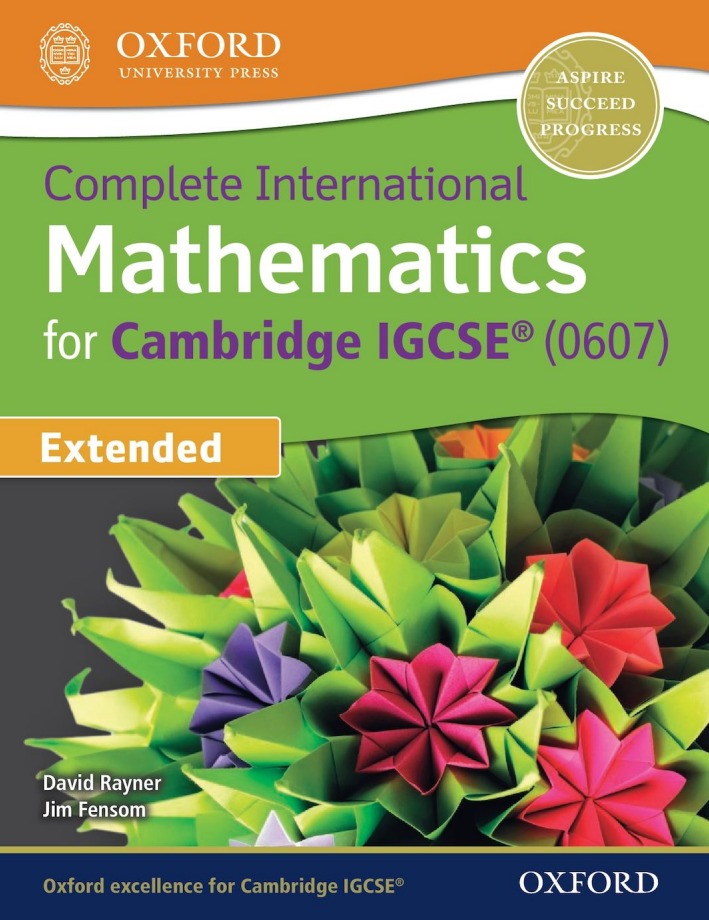 OXFORD
UNIVERSITY PRESS
ASPIRE
SUCCEED
PROGRESS
Complete International
Mathematics
for Cambridge IGCSE® (0607)
Extended
David Rayner
Jim Fensom
Oxford excellence for Cambridge IGCSE®
OXFORD